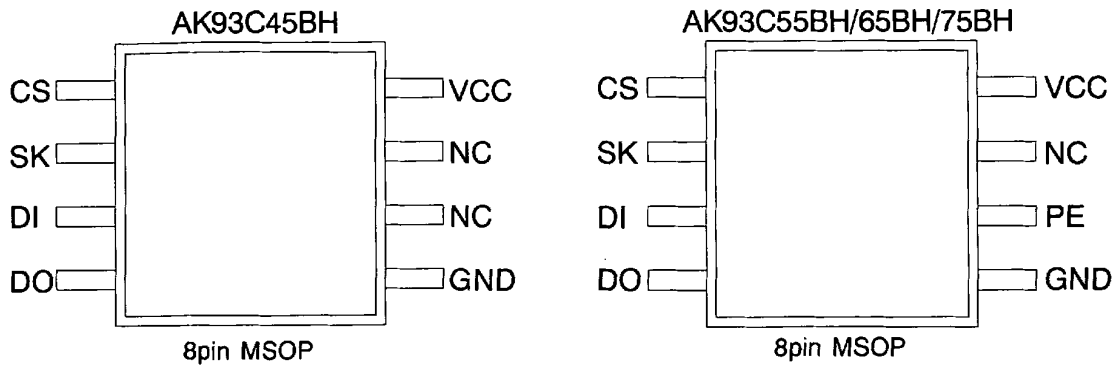 AK93C45BH
CS
VCC
SK
NC
DI
NC
DO
GND
8pin MSOP
AK93C55BH/65BH/75BH
CS
VCC
SK
NC
DI
PE
DO
GND
8pin MSOP